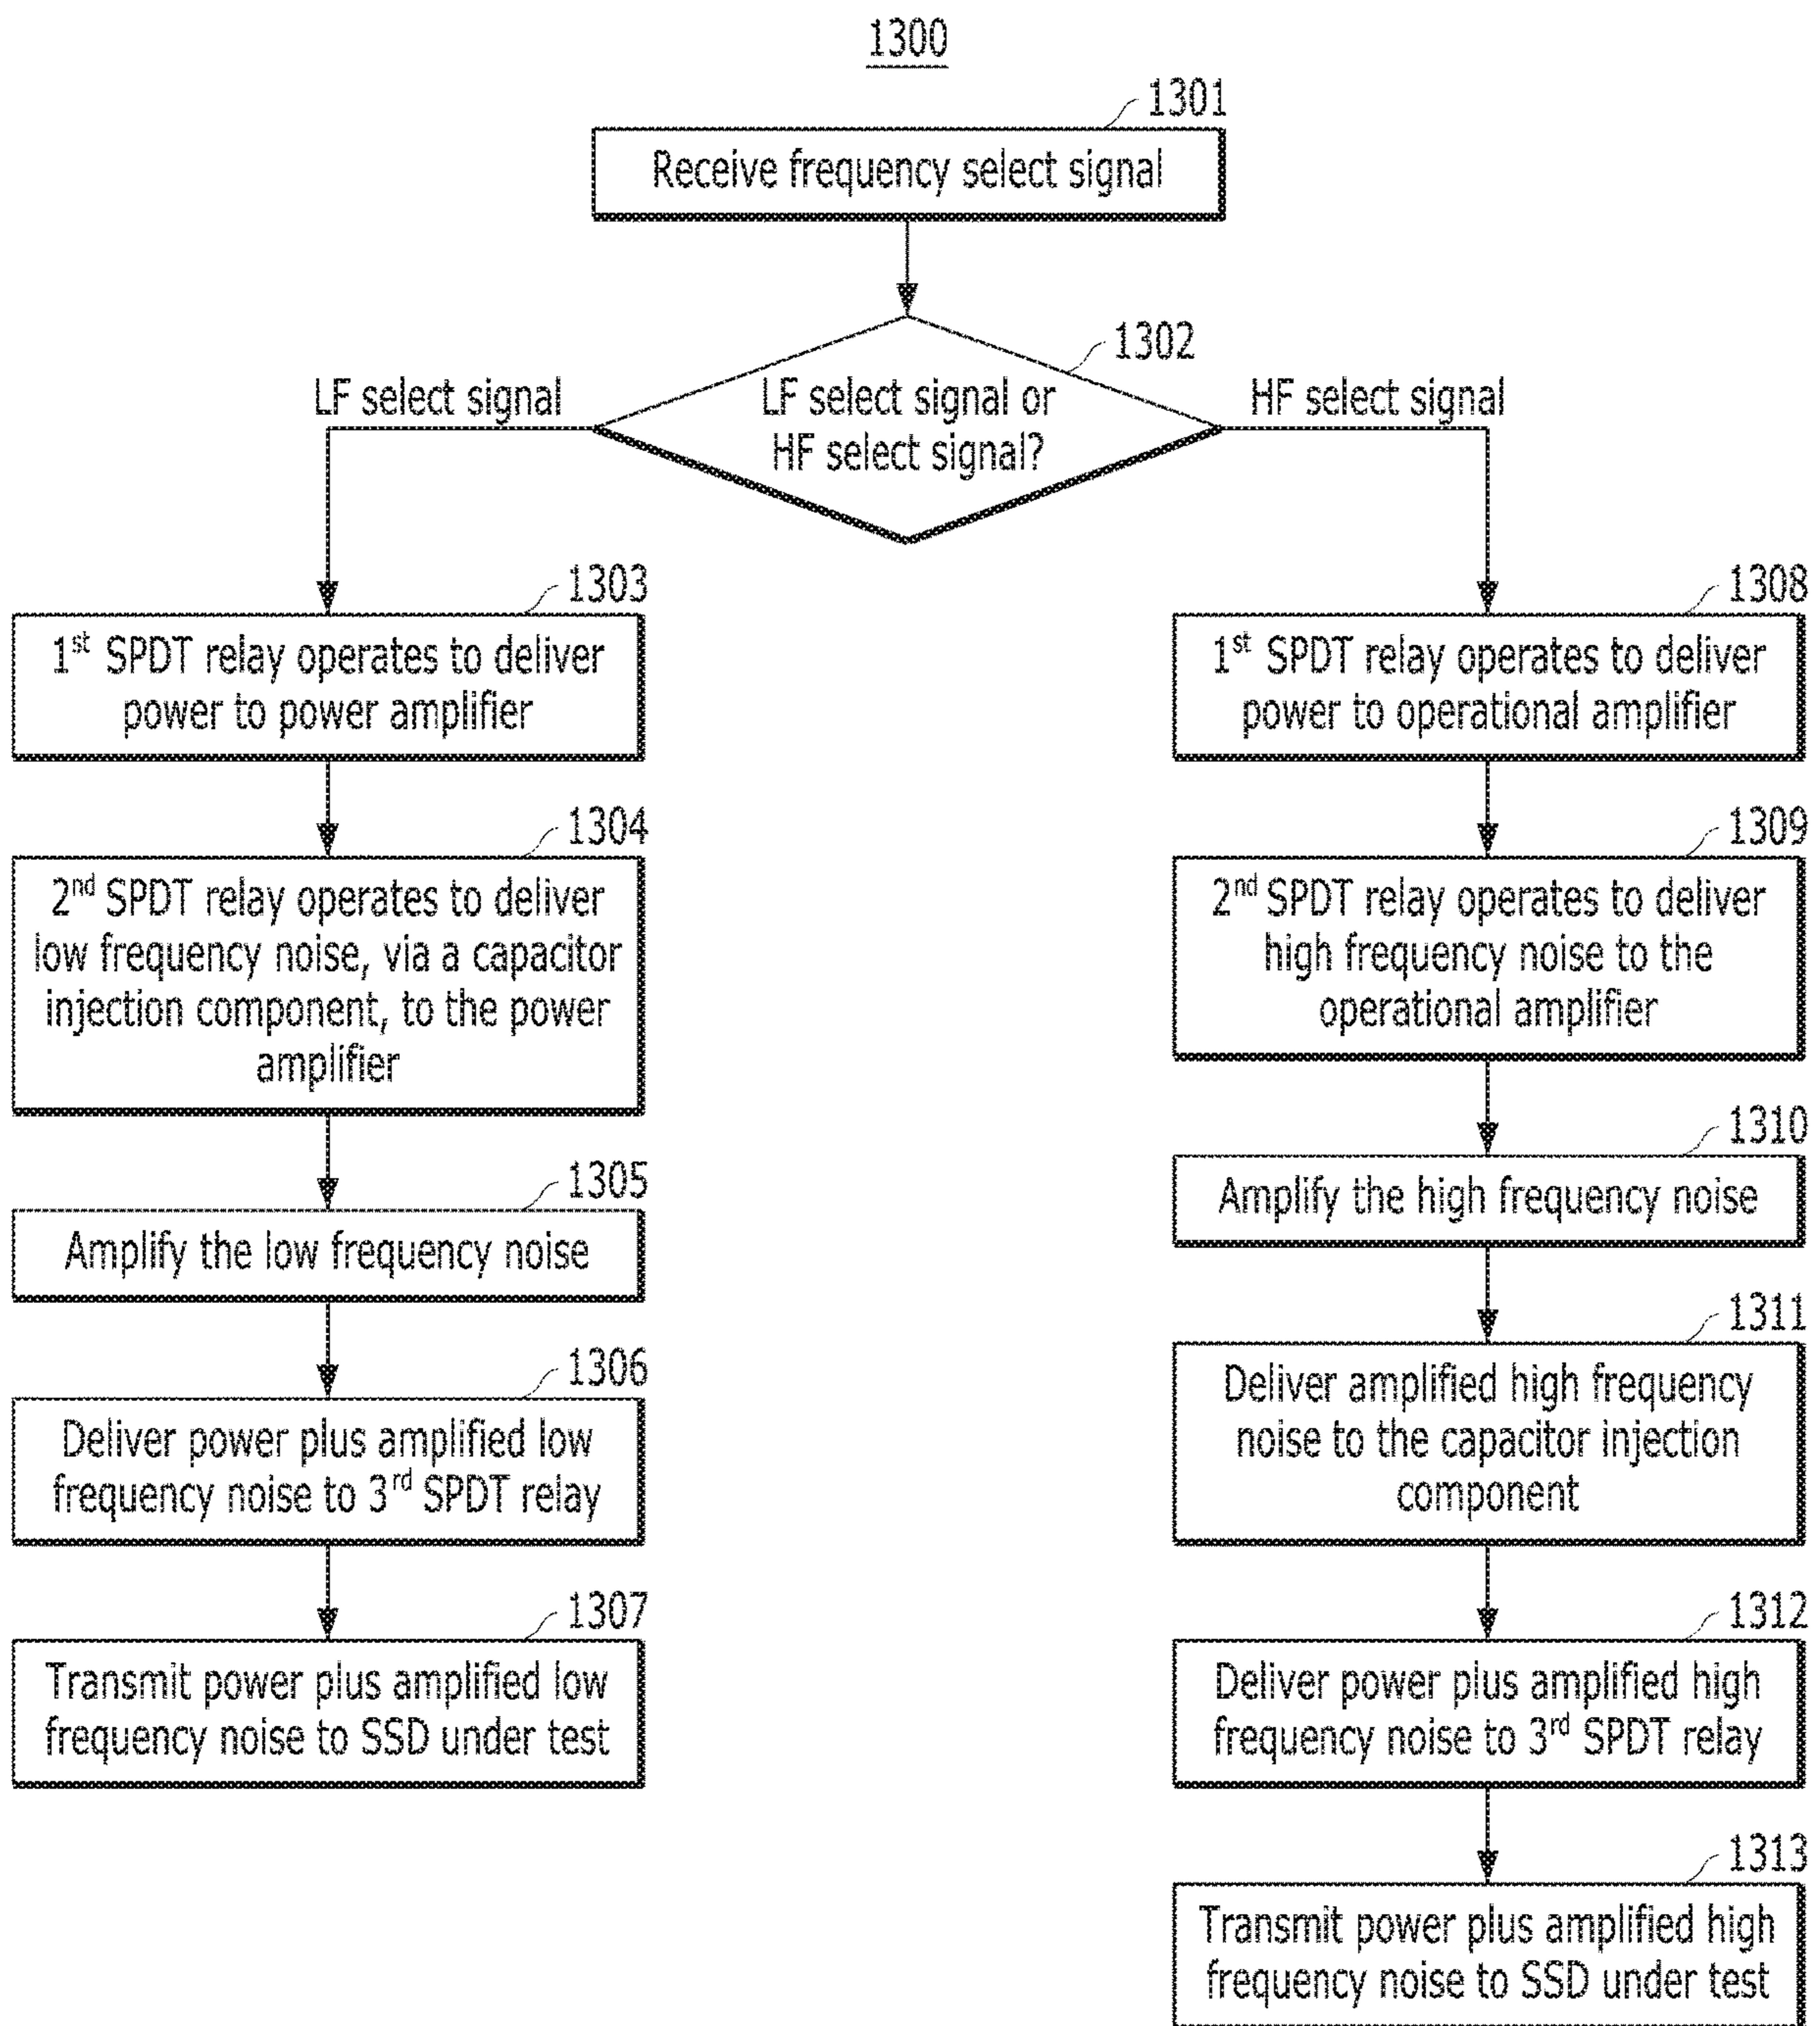 1300
1301
Receive frequency select signal
1302
LF select signal or
HF select signal?
LF select signal
HF select signal
1303
1st SPDT relay operates to deliver
power to power amplifier
1304
2nd SPDT relay operates to deliver
low frequency noise, via a capacitor
injection component, to the power
amplifier
1305
Amplify the low frequency noise
1306
Deliver power plus amplified low
frequency noise to 3rd SPDT relay
1307
Transmit power plus amplified low
frequency noise to SSD under test
1308
1st SPDT relay operates to deliver
power to operational amplifier
1309
2nd SPDT relay operates to deliver
high frequency noise to the
operational amplifier
1310
Amplify the high frequency noise
1311
Deliver amplified high frequency
noise to the capacitor injection
component
1312
Deliver power plus amplified high
frequency noise to 3rd SPDT relay
1313
Transmit power plus amplified high
frequency noise to SSD under test